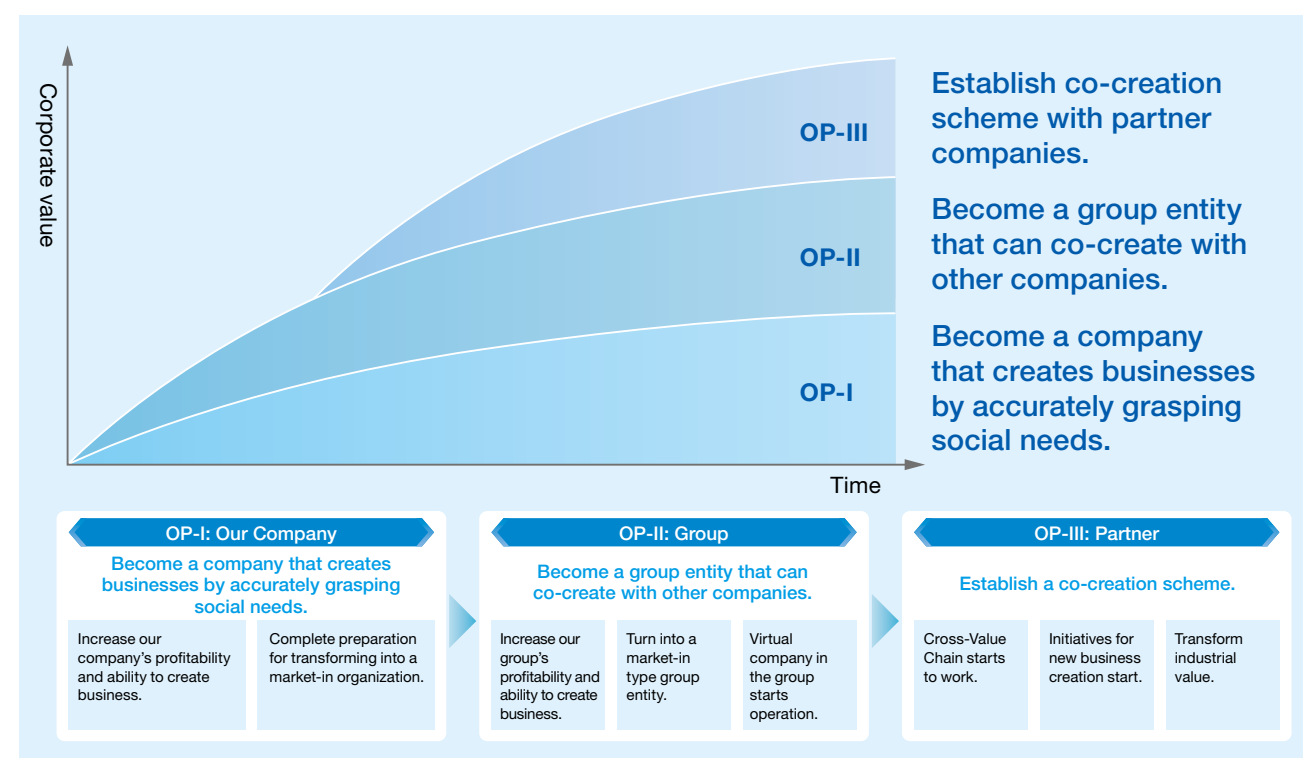 Corporate value
OP-III
OP-II
OP-I
Time
Establish co-creation
scheme with partner
companies.
Become a group entity
that can co-create with
other companies.
Become a company
that creates businesses
by accurately grasping
social needs.
OP-I: Our Company
Become a company that creates
businesses by accurately grasping
social needs.
Increase our
company's profitability
and ability to create
business.
Complete preparation
for transforming into a
market-in organization.
OP-II: Group
Become a group entity that can
co-create with other companies.
Increase our
group's
profitability and
ability to create
business.
Turn into a
market-in
type group
entity.
Virtual
company in
the group
starts
operation.
OP-III: Partner
Establish a co-creation scheme.
Cross-Value
Chain starts
to work.
Initiatives for
new business
creation start.
Transform
industrial
value.